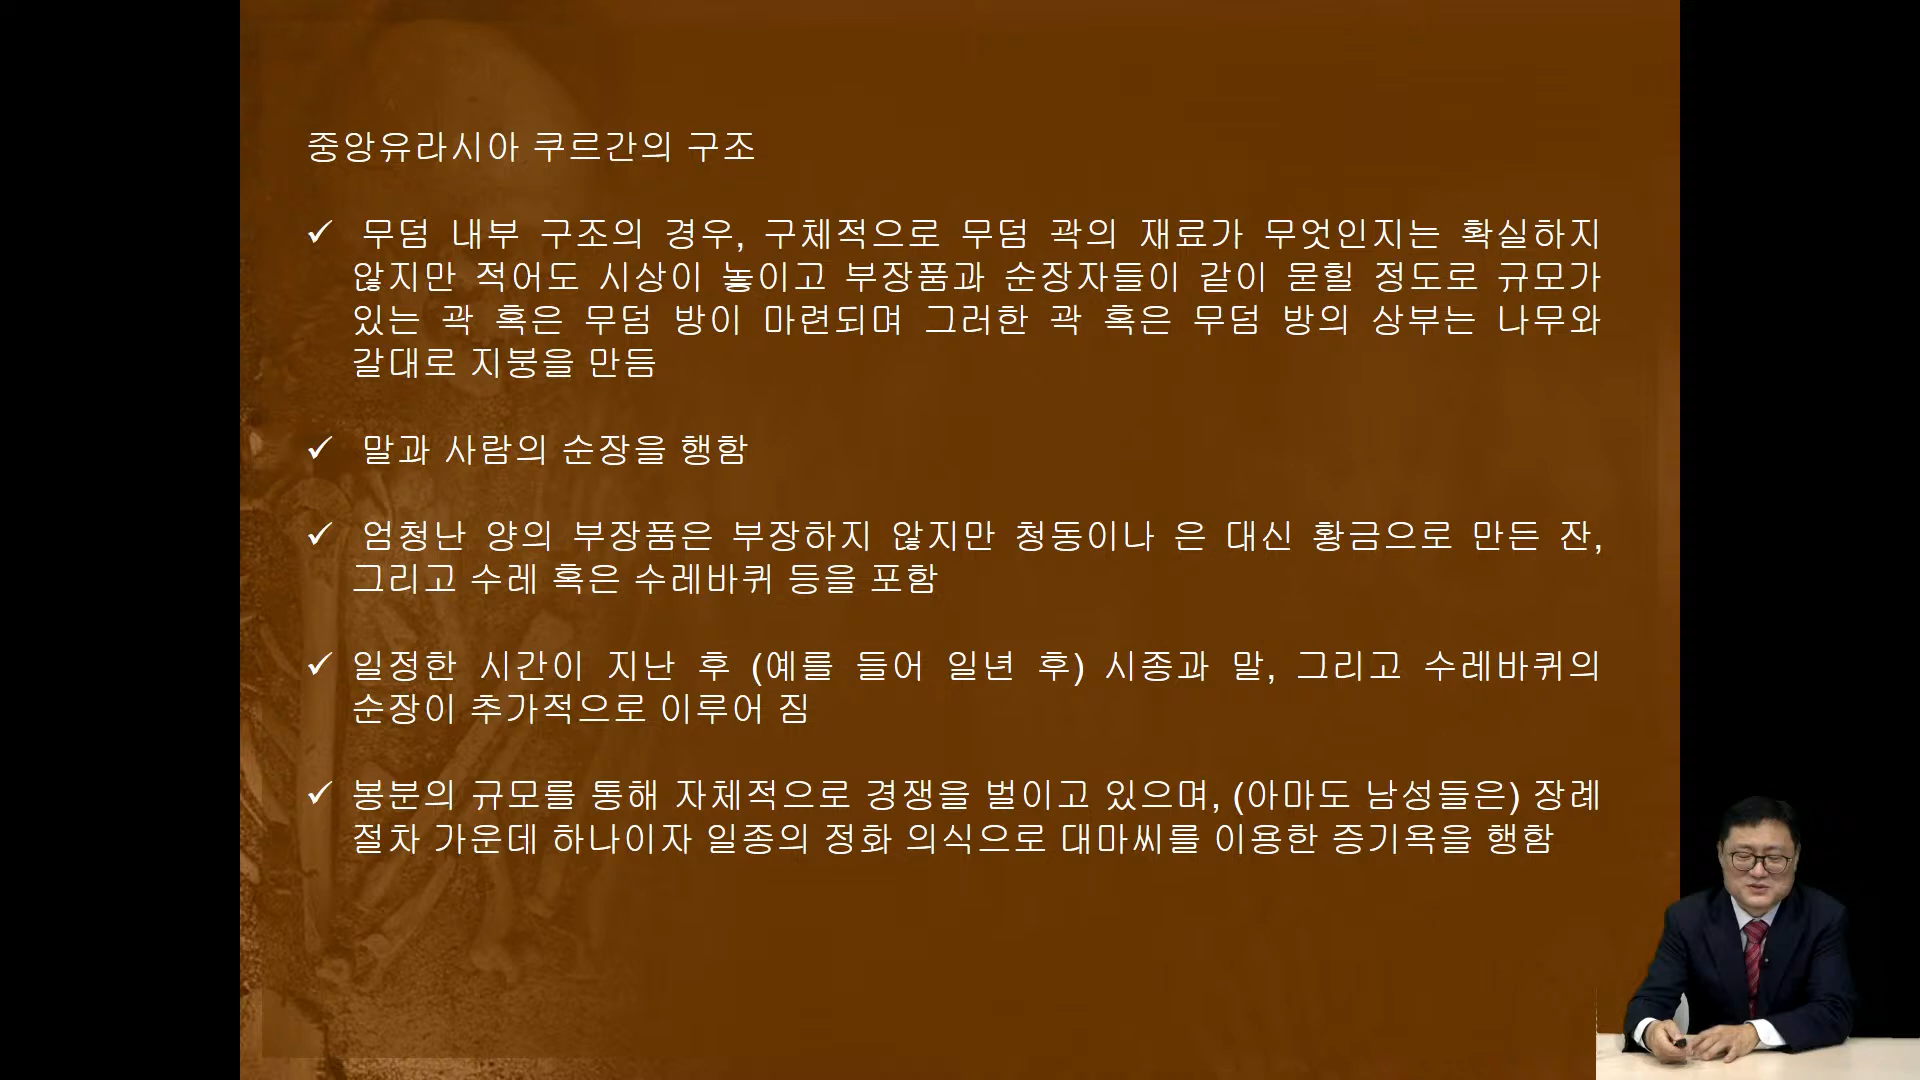 중앙유라시아 쿠르간의 구조
✓ 무덤 내부 구조의 경우, 구체적으로 무덤 곽의 재료가 무엇인지는 확실하지
않지만 적어도 시상이 놓이고 부장품과 순장자들이 같이 묻힐 정도로 규모가
있는 곽 혹은 무덤 방이 마련되며 그러한 곽 혹은 무덤 방의 상부는 나무와
갈대로 지붕을 만듬
✓ 말과 사람의 순장을 행함
✓ 엄청난 양의 부장품은 부장하지 않지만 청동이나 은 대신 황금으로 만든 잔,
그리고 수레 혹은 수레바퀴 등을 포함
✓ 일정한 시간이 지난 후 (예를 들어 일년 후) 시종과 말, 그리고 수레바퀴의
순장이 추가적으로 이루어 짐
✓ 봉분의 규모를 통해 자체적으로 경쟁을 벌이고 있으며, (아마도 남성들은) 장례
절차 가운데 하나이자 일종의 정화 의식으로 대마씨를 이용한 증기욕을 행함